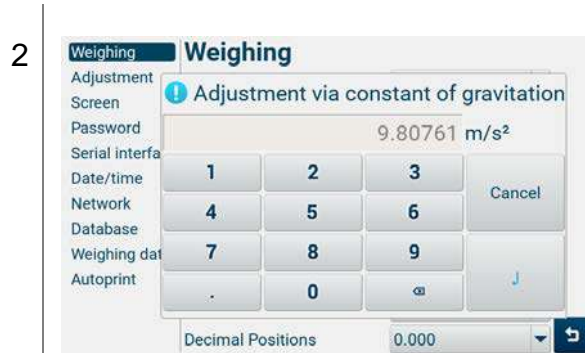 2
Weighing
Weighing
Adjustment
Screen
Password
Serial interfa
Date/time
Network
Database
Weighing dat
Autoprint
Adjustment via constant of gravitation
9.80761 m/s²
1 2 3
Cancel
4 5 6
7 8 9
. 0
Decimal Positions 0.000